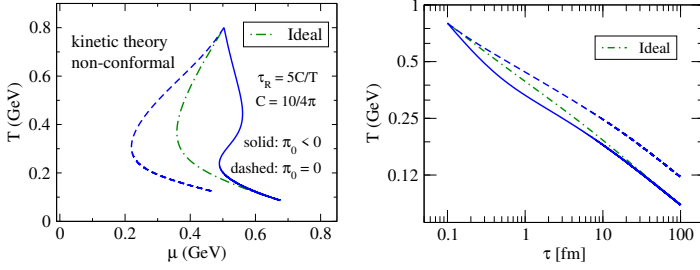 kinetic theory
non-conformal
Ideal
τ_R = 5C/T
C = 10/4π
solid: π_0 < 0
dashed: π_0 = 0
T (GeV)
0.8
0.6
0.4
0.2
0
0 0.2 0.4 0.6 0.8
μ (GeV)
Ideal
T (GeV)
1
0.5
0.25
0.12
0.1 1 10 100
τ [fm]